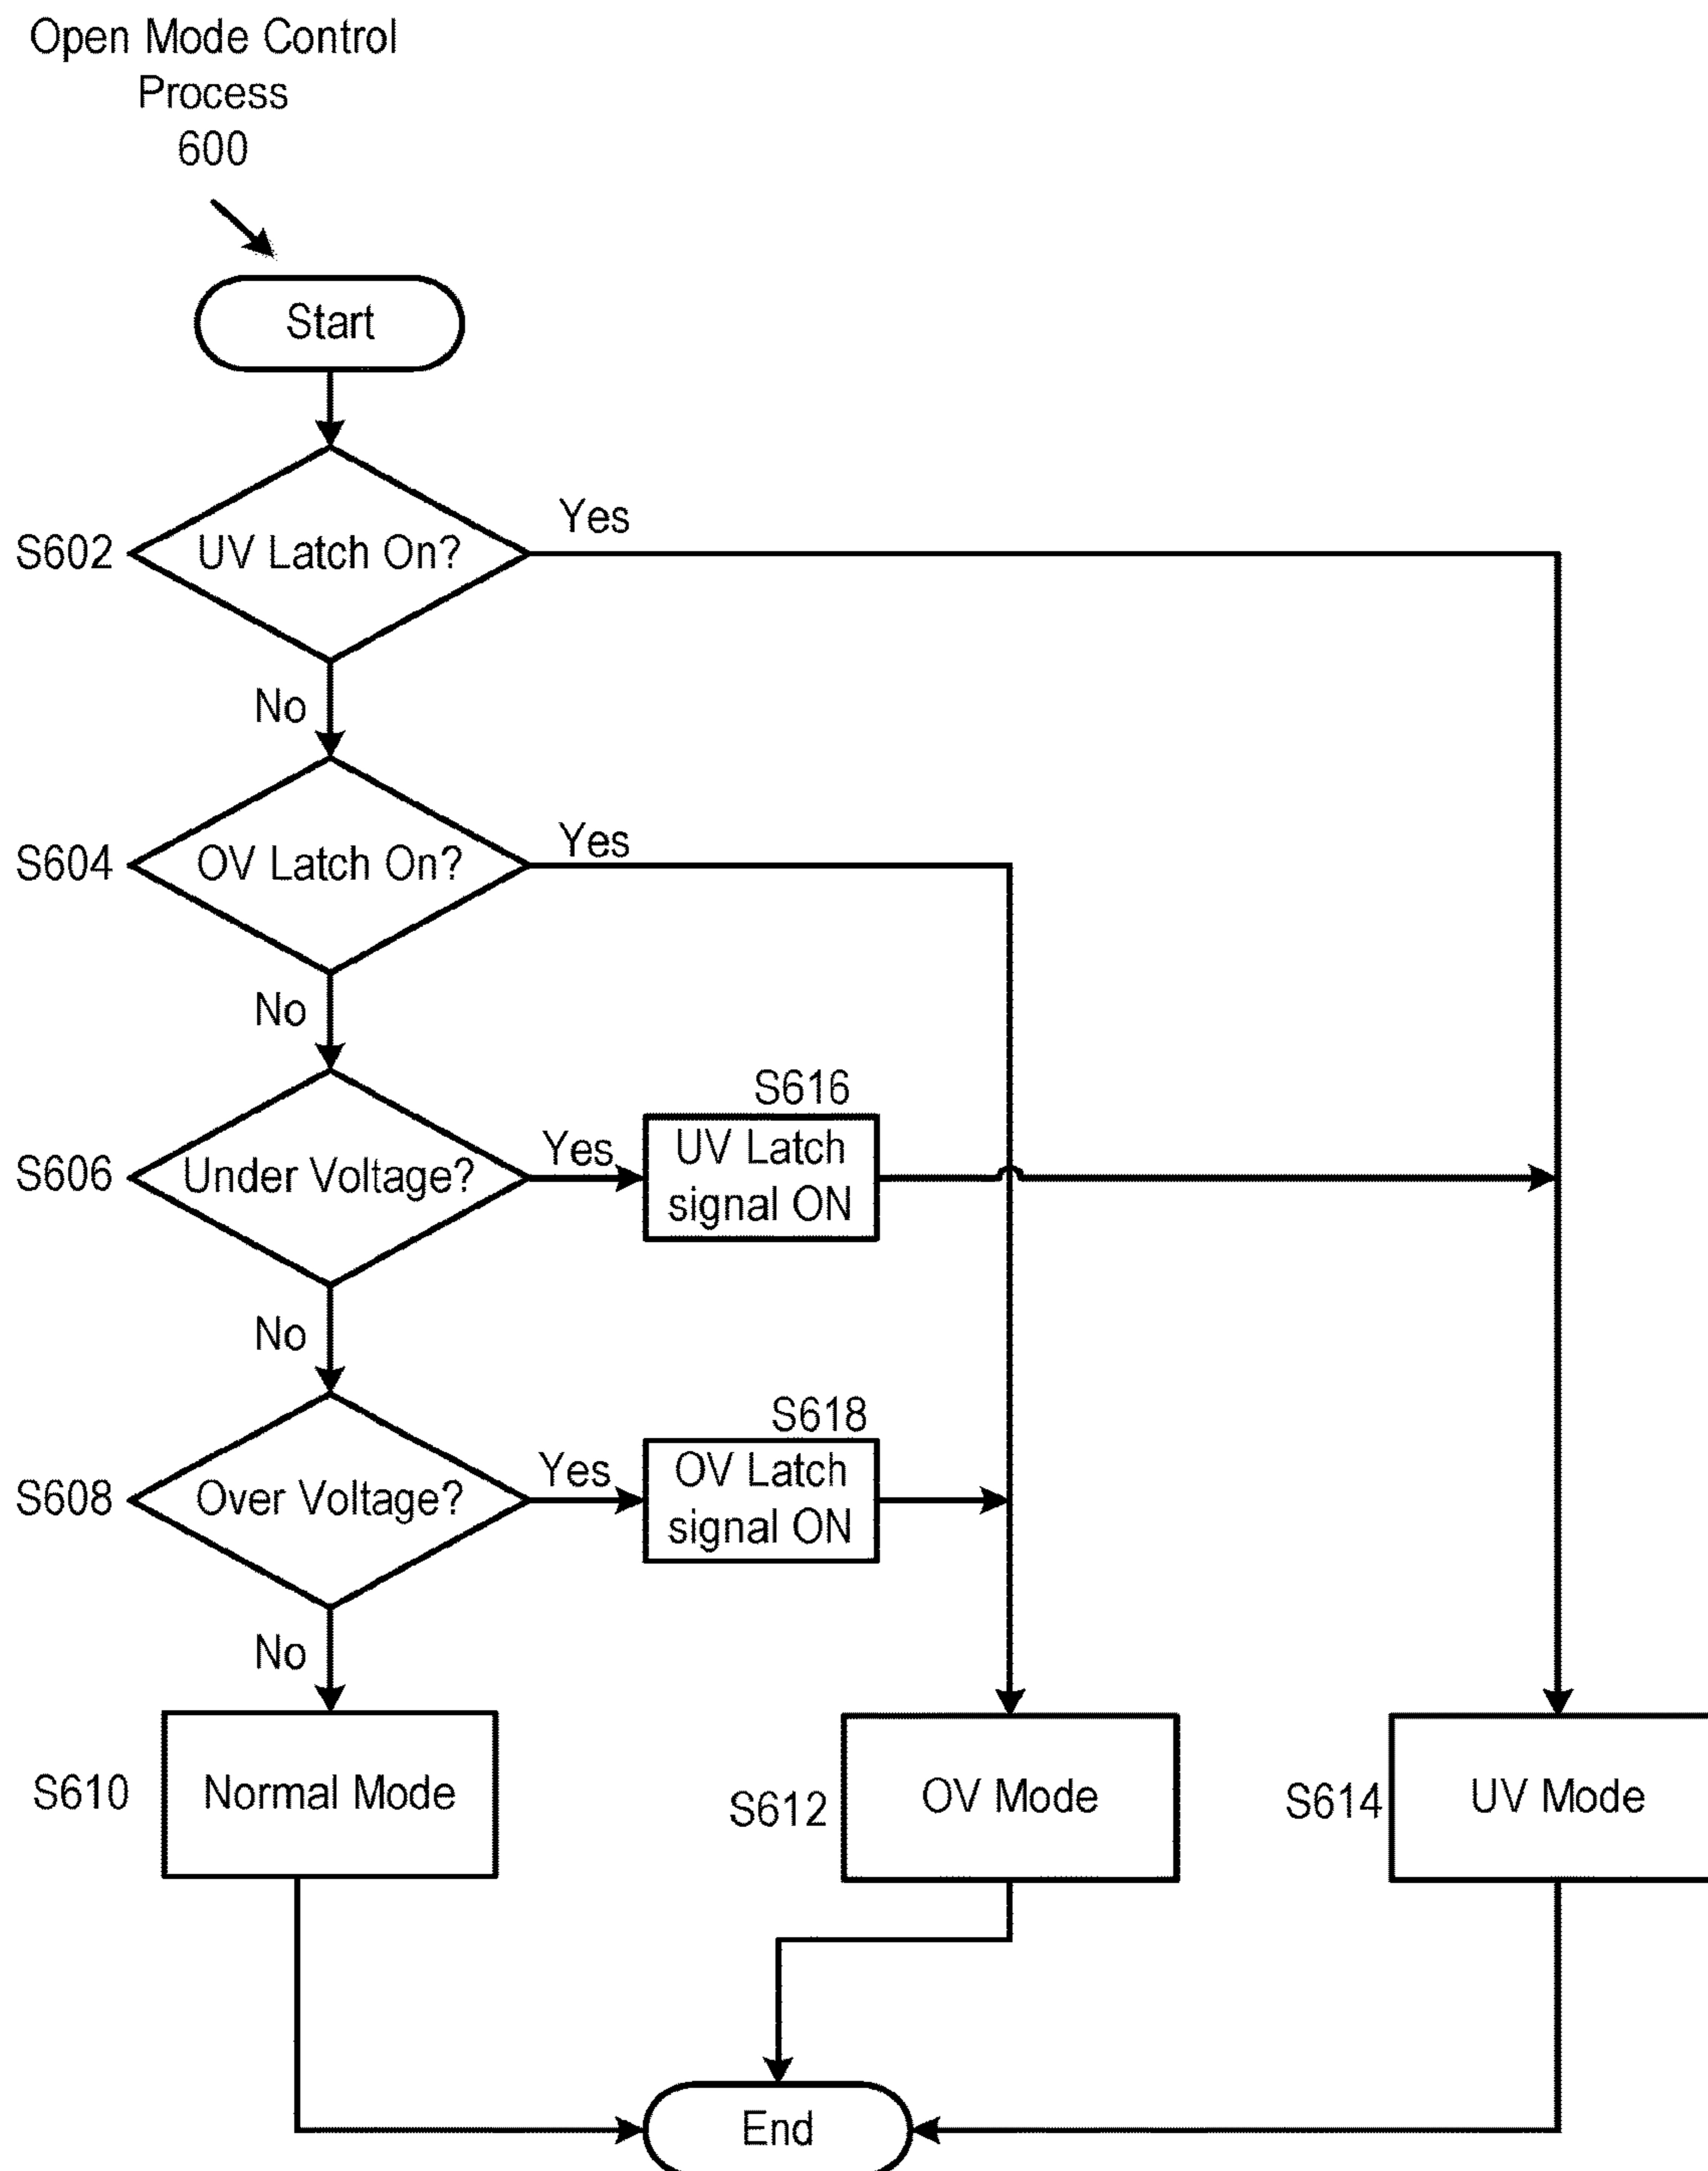 Open Mode Control
Process
600
Start
Yes
S602
UV Latch On?
No
Yes
S604
OV Latch On?
No
S616
Yes
UV Latch
signal ON
S606
Under Voltage?
No
S618
Yes
OV Latch
signal ON
S608
Over Voltage?
No
S610
Normal Mode
S612
OV Mode
S614
UV Mode
End